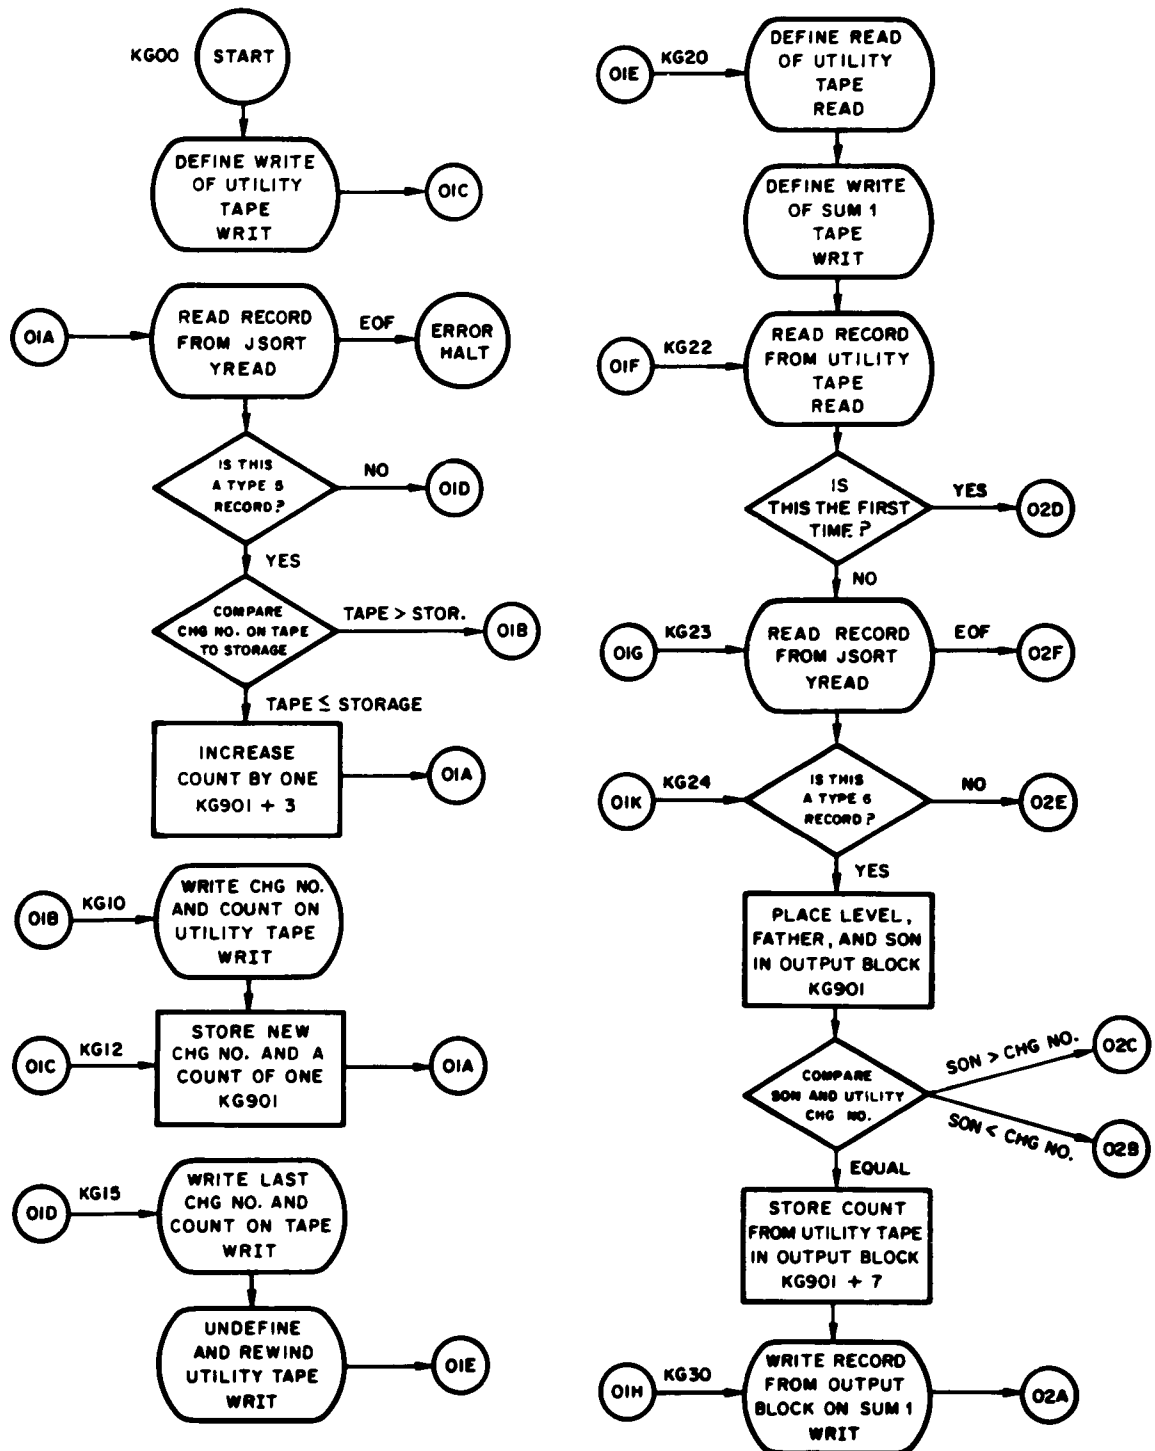 KG00
START
DEFINE WRITE
OF UTILITY
TAPE
WRIT
01C
01A
READ RECORD
FROM JSORT
YREAD
EOF
ERROR
HALT
IS THIS
A TYPE 5
RECORD?
NO
01D
YES
COMPARE
CHG NO. ON TAPE
TO STORAGE
TAPE > STOR.
01B
TAPE ≤ STORAGE
INCREASE
COUNT BY ONE
KG901 + 3
01A
01B
KG10
WRITE CHG NO.
AND COUNT ON
UTILITY TAPE
WRIT
01C
KG12
STORE NEW
CHG NO. AND A
COUNT OF ONE
KG901
01A
01D
KG15
WRITE LAST
CHG NO. AND
COUNT ON TAPE
WRIT
UNDEFINE
AND REWIND
UTILITY TAPE
WRIT
01E
01E
KG20
DEFINE READ
OF UTILITY
TAPE
READ
DEFINE WRITE
OF SUM 1
TAPE
WRIT
01F
KG22
READ RECORD
FROM UTILITY
TAPE
READ
IS
THIS THE FIRST
TIME?
YES
02D
NO
01G
KG23
READ RECORD
FROM JSORT
YREAD
EOF
02F
01K
KG24
IS THIS
A TYPE 6
RECORD?
NO
02E
YES
PLACE LEVEL,
FATHER, AND SON
IN OUTPUT BLOCK
KG901
COMPARE
SON AND UTILITY
CHG NO.
SON > CHG NO.
02C
SON < CHG NO.
02B
EQUAL
STORE COUNT
FROM UTILITY TAPE
IN OUTPUT BLOCK
KG901 + 7
01H
KG30
WRITE RECORD
FROM OUTPUT
BLOCK ON SUM 1
WRIT
02A